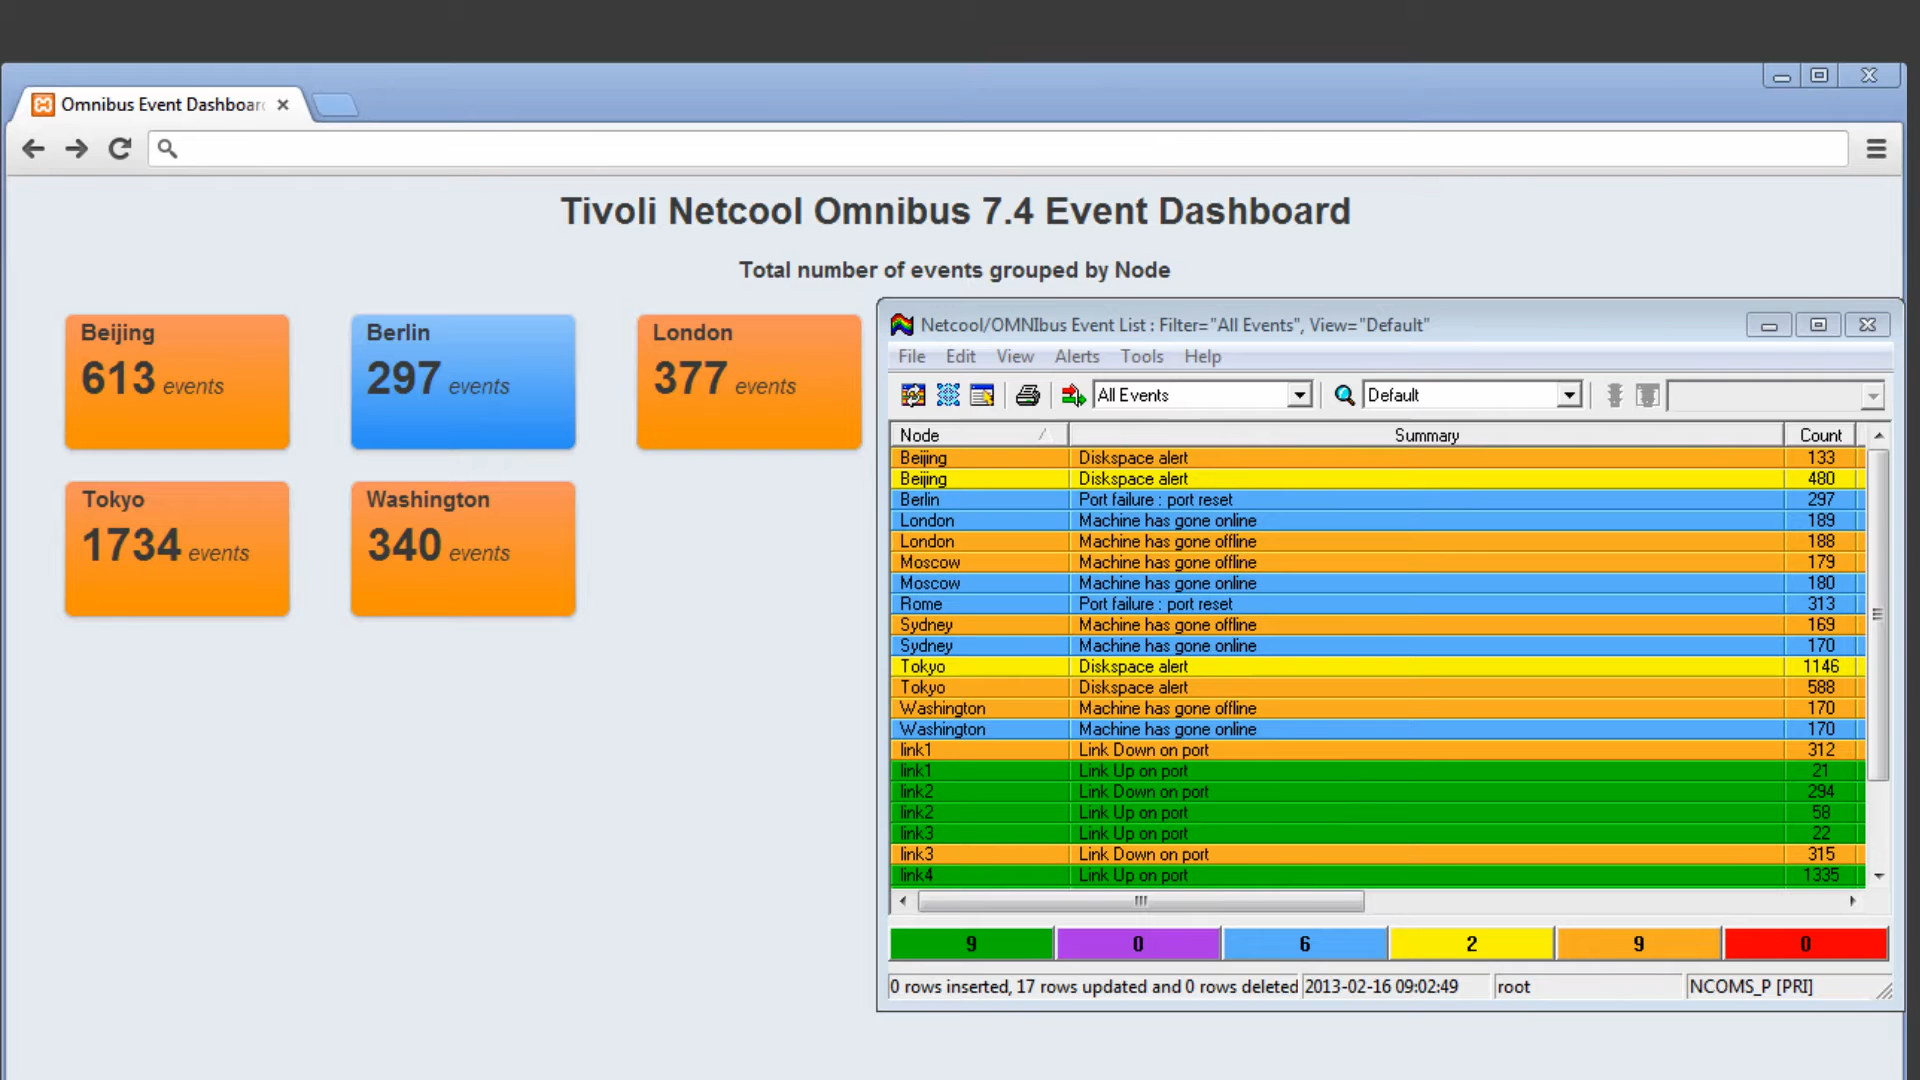 Omnibus Event Dashboar
Tivoli Netcool Omnibus 7.4 Event Dashboard
Total number of events grouped by Node
Beijing
613 events
Berlin
297 events
London
377 events
Tokyo
1734 events
Washington
340 events
Netcool/OMNIbus Event List : Filter="All Events", View="Default"
File Edit View Alerts Tools Help
All Events Default
Node Summary Count
Beijing Diskspace alert 133
Beijing Diskspace alert 480
Berlin Port failure : port reset 297
London Machine has gone online 189
London Machine has gone offline 188
Moscow Machine has gone offline 179
Moscow Machine has gone online 180
Rome Port failure : port reset 313
Sydney Machine has gone offline 169
Sydney Machine has gone online 170
Tokyo Diskspace alert 1146
Tokyo Diskspace alert 588
Washington Machine has gone offline 170
Washington Machine has gone online 170
link1 Link Down on port 312
link1 Link Up on port 21
link2 Link Down on port 294
link2 Link Up on port 58
link3 Link Up on port 22
link3 Link Down on port 315
link4 Link Up on port 1335
9 0 6 2 9 0
0 rows inserted, 17 rows updated and 0 rows deleted 2013-02-16 09:02:49 root NCOMS_P [PRI]